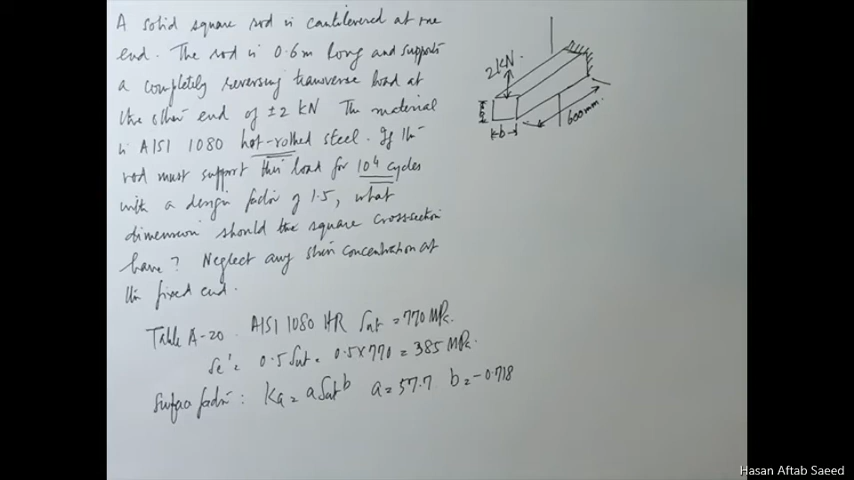 A solid square rod is cantilevered at one
end. The rod is 0.6m long and supports
a completely reversing transverse load at
the other end of ±2 kN The material
is AISI 1080 hot-rolled steel. If the
rod must support this load for 10⁴ cycles
with a design factor of 1.5, what
dimension should the square cross-section
have? Neglect any stress concentration at
the fixed end.
2KN.
b
k b →
600mm.
Table A-20. AISI 1080 HR Sut = 770 MPa.
Se' = 0.5 Sut = 0.5x770 = 385 MPa.
Surface factor: Ka = a Sut^b a = 57.7 b = -0.718
Hasan Aftab Saeed